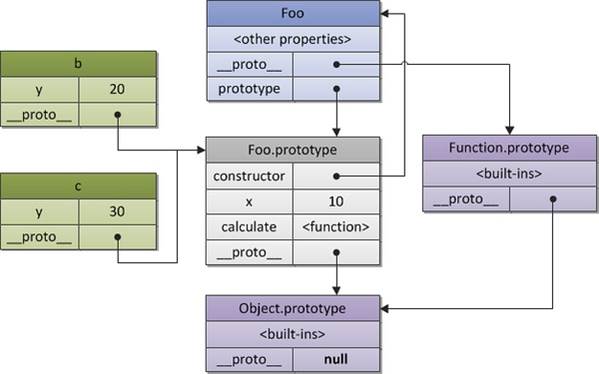 Foo
<other properties>
__proto__
prototype
b
y 20
__proto__
c
y 30
__proto__
Foo.prototype
constructor
x 10
calculate <function>
__proto__
Function.prototype
<built-ins>
__proto__
Object.prototype
<built-ins>
__proto__ null